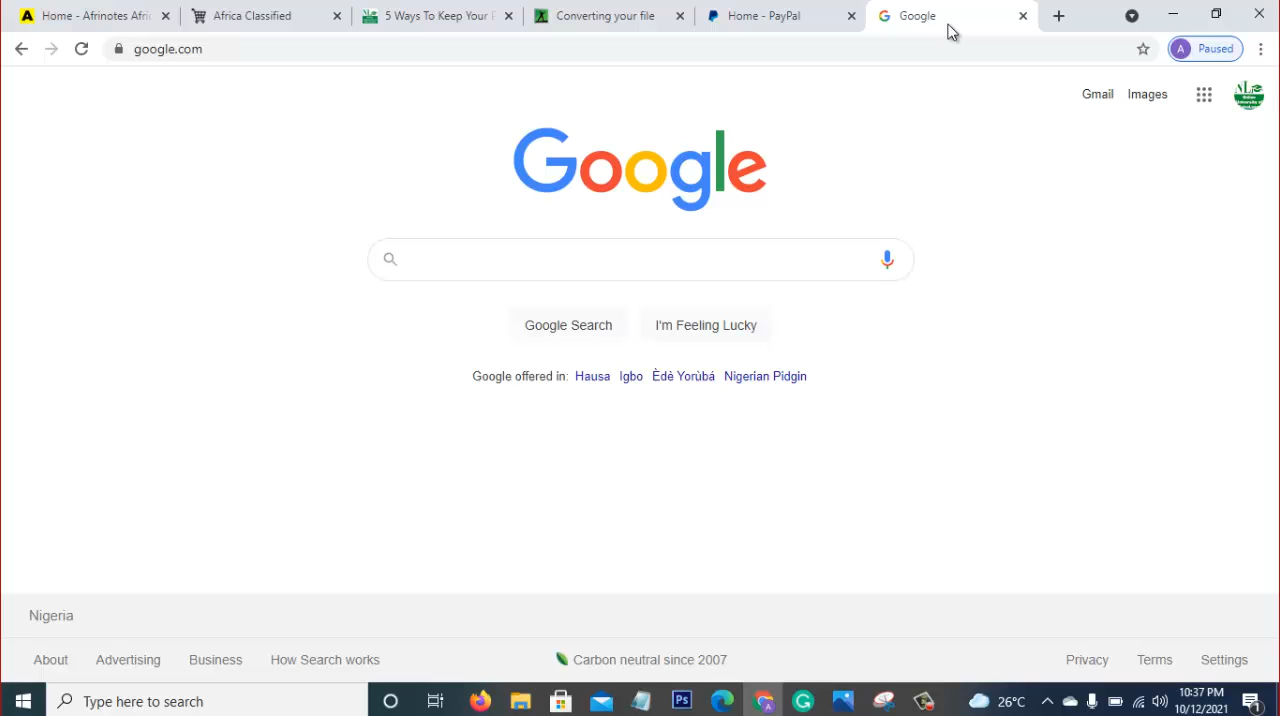 Home - Afrirates Afri
Africa Classified
5 Ways To Keep Your F
Converting your file
Home - PayPal
Google
google.com
A Paused
Gmail Images
Google
Google Search I'm Feeling Lucky
Google offered in: Hausa Igbo Èdè Yorùbá Nigerian Pidgin
Nigeria
About Advertising Business How Search works
Carbon neutral since 2007
Privacy Terms Settings
Type here to search
Ps
26°C
10:37 PM
10/12/2021
1